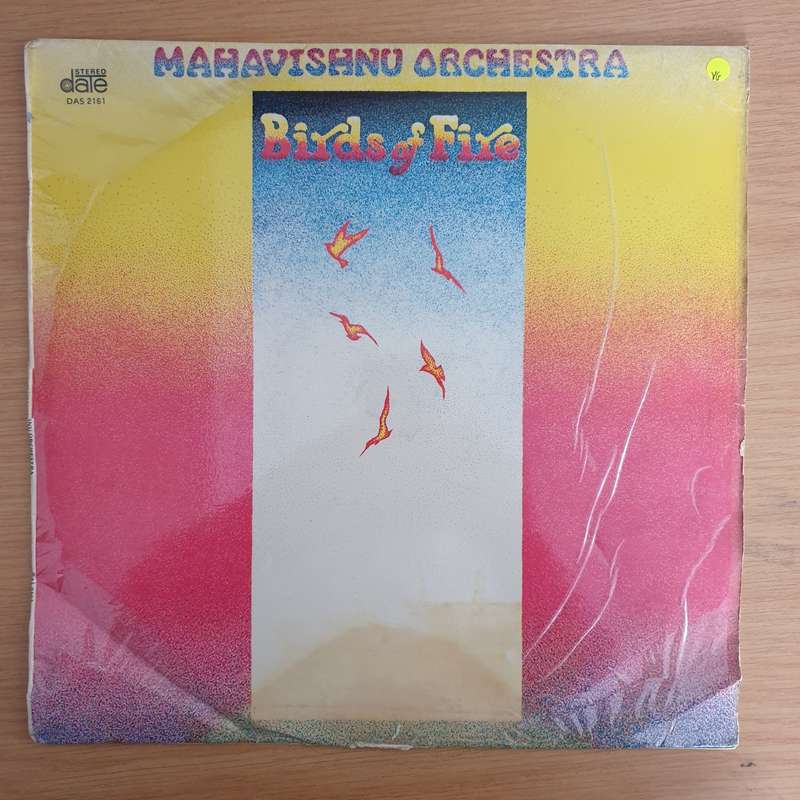 MAHAVISHNU ORCHESTRA
STEREO
date
DAS 2161
VG
Birds of Fire